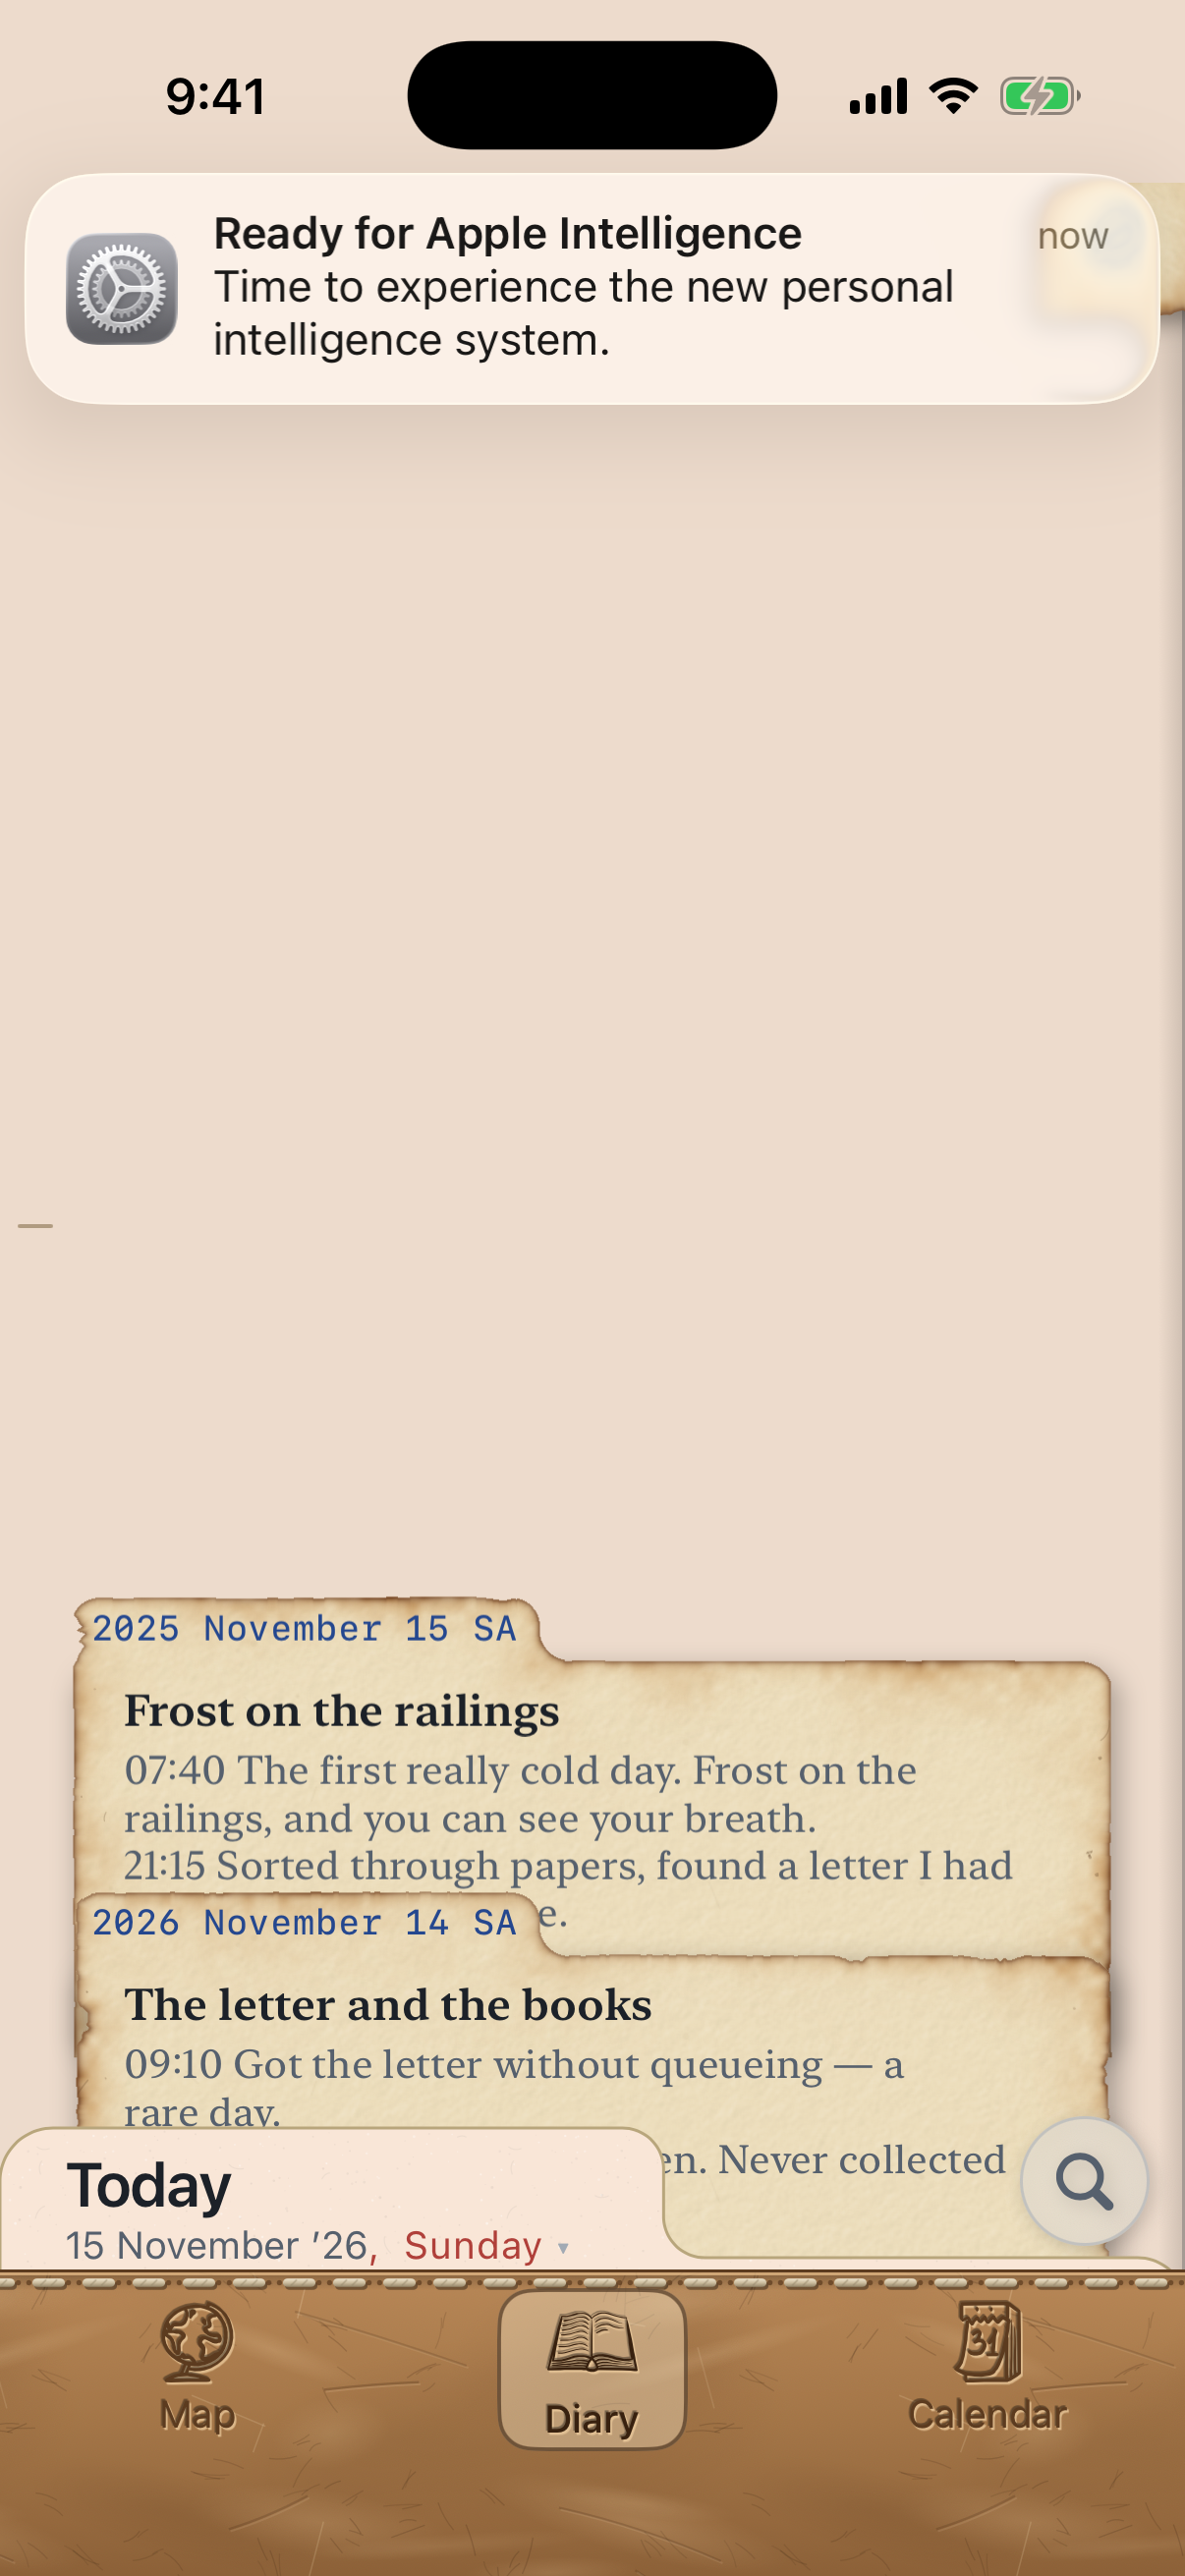 9:41
Ready for Apple Intelligence
now
Time to experience the new personal
intelligence system.
2025 November 15 SA
Frost on the railings
07:40 The first really cold day. Frost on the
railings, and you can see your breath.
21:15 Sorted through papers, found a letter I had
e.
2026 November 14 SA
The letter and the books
09:10 Got the letter without queueing — a
rare day.
en. Never collected
Today
15 November ’26, Sunday ▾
31
Map
Diary
Calendar